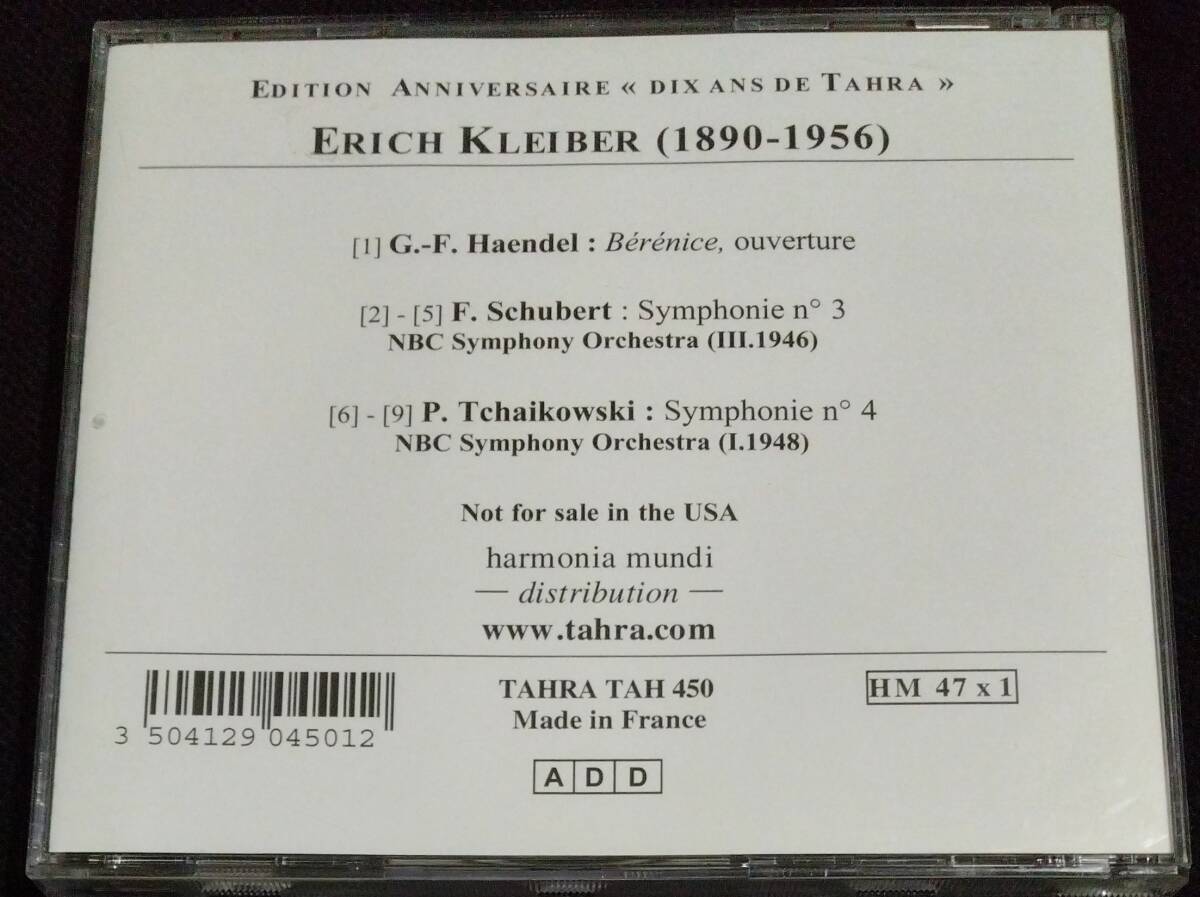 EDITION ANNIVERSAIRE « DIX ANS DE TAHRA »
ERICH KLEIBER (1890-1956)
[1] G.-F. Haendel : Bérénice, ouverture
[2] - [5] F. Schubert : Symphonie n° 3
NBC Symphony Orchestra (III.1946)
[6] - [9] P. Tchaikowski : Symphonie n° 4
NBC Symphony Orchestra (I.1948)
Not for sale in the USA
harmonia mundi
— distribution —
www.tahra.com
3 504129 045012
TAHRA TAH 450
Made in France
HM 47 x 1
A D D